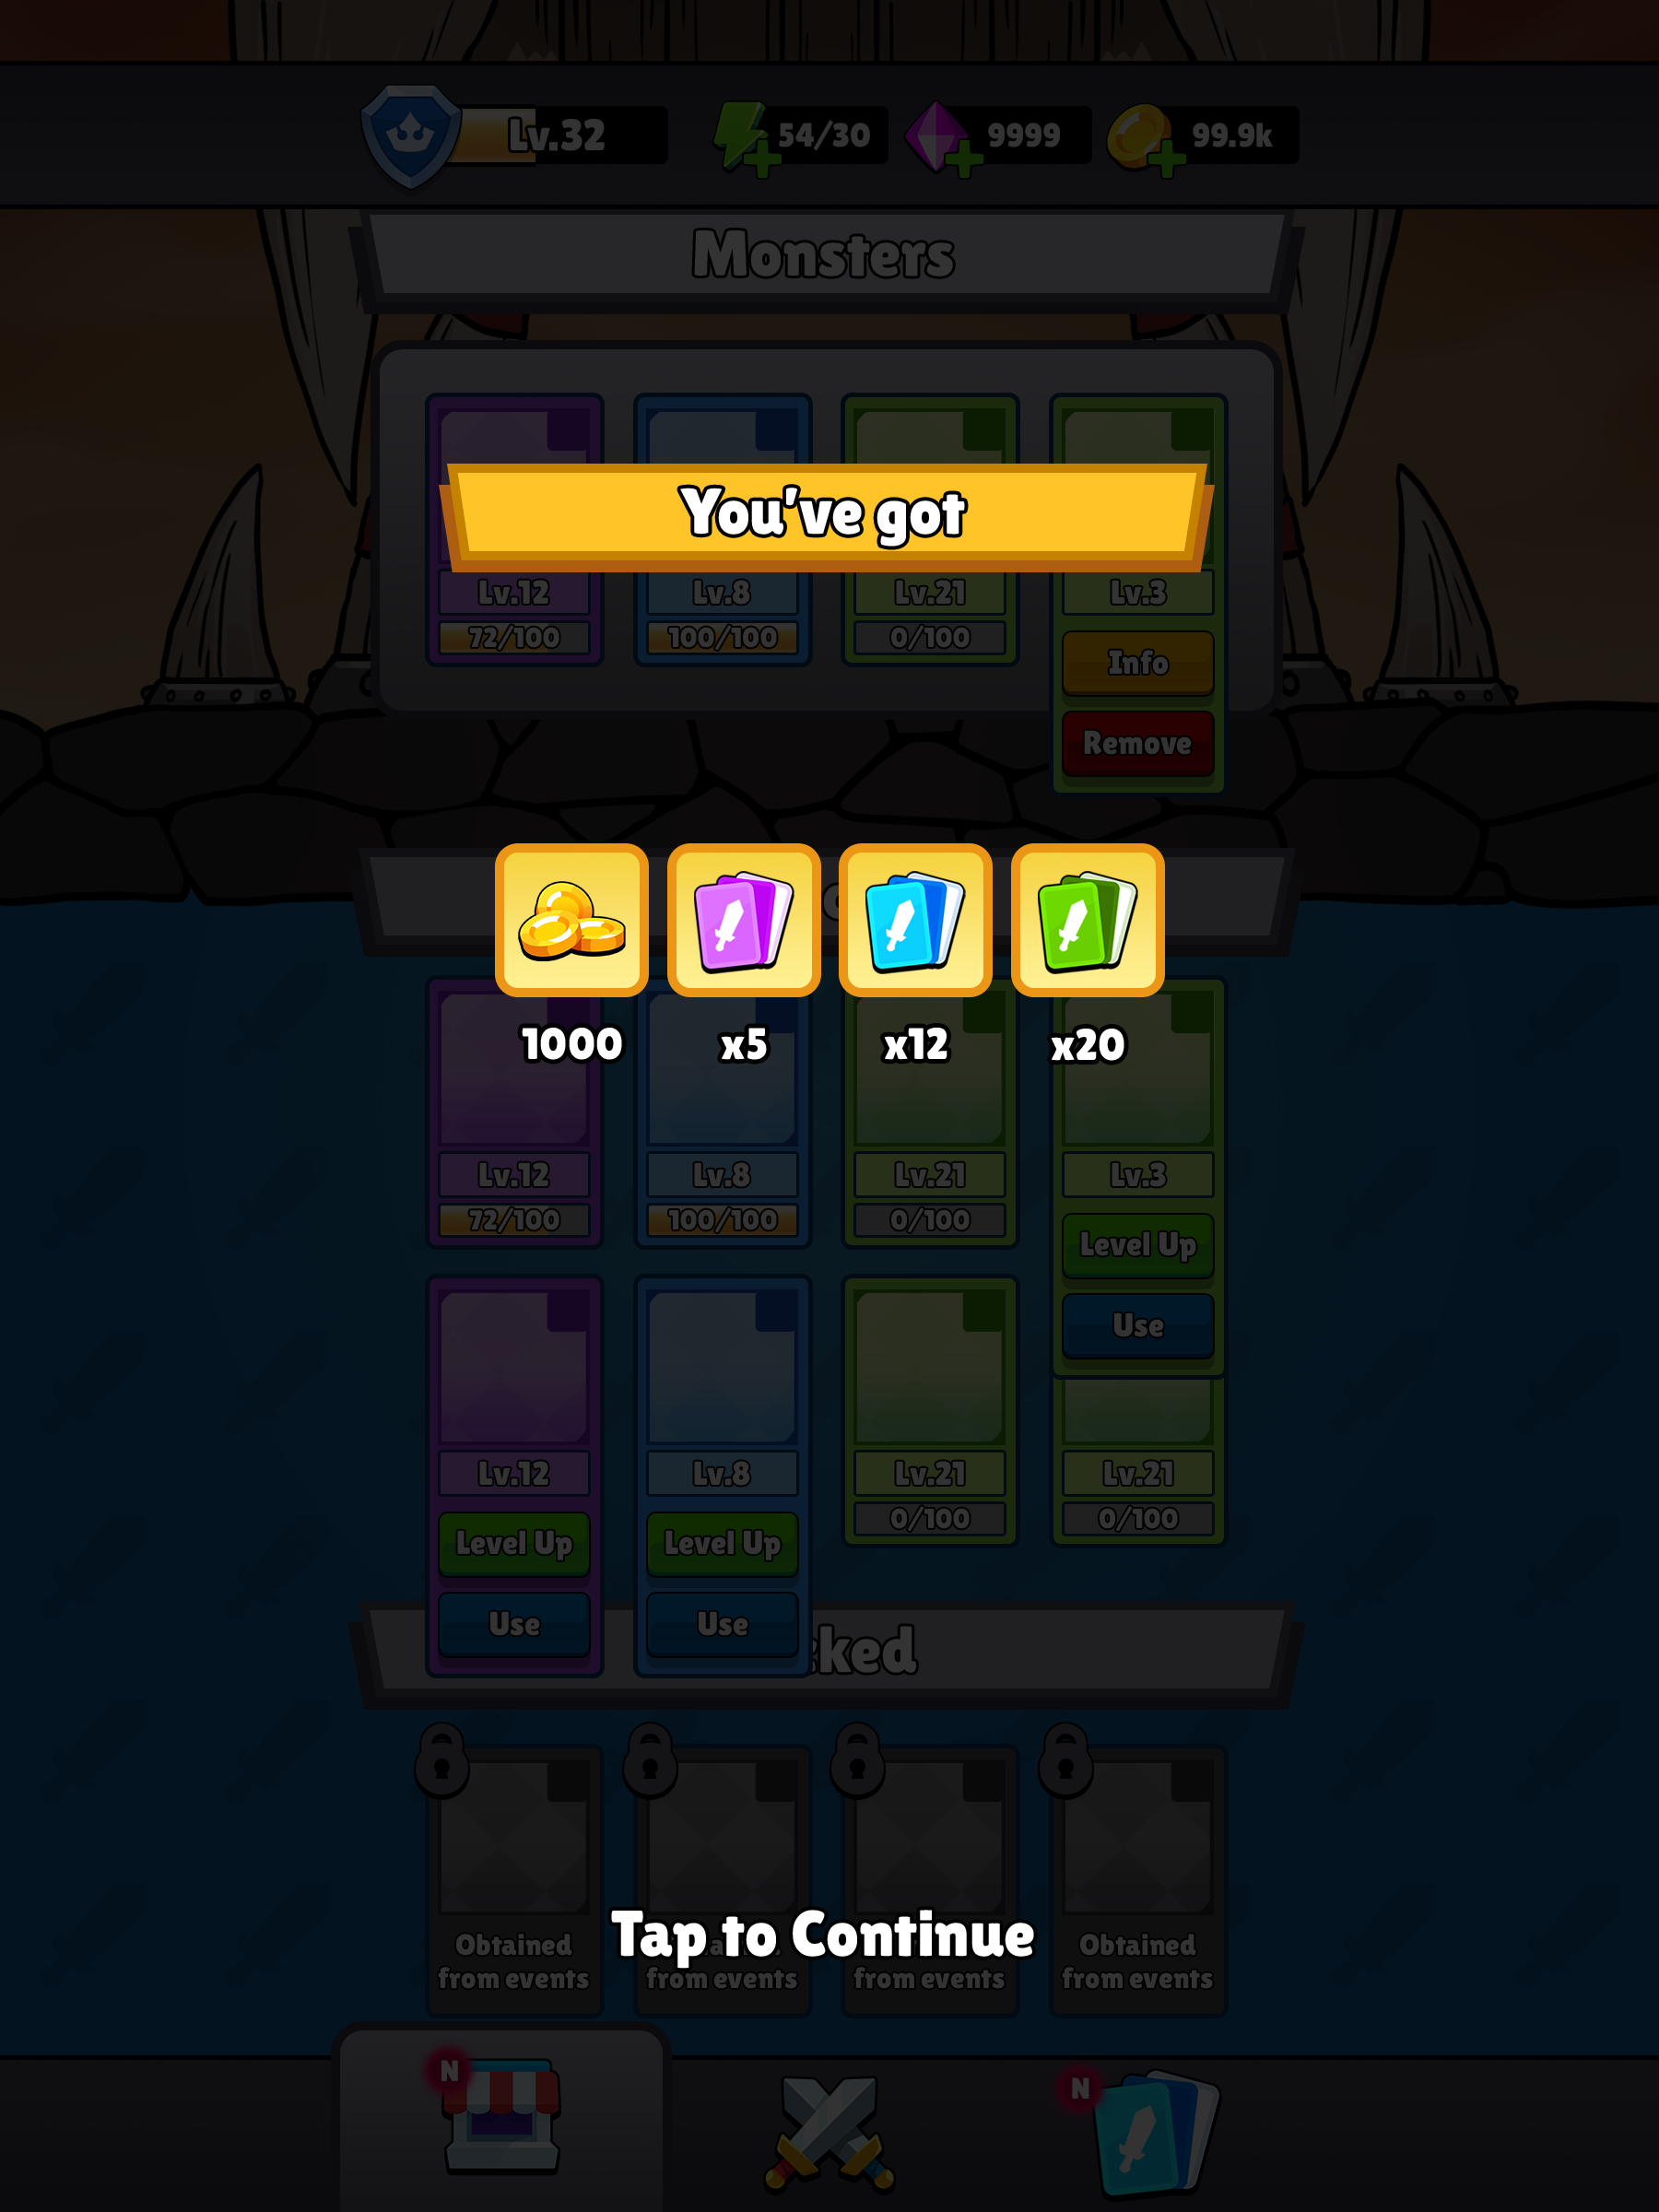 Lv.32
54/30
9999
99.9k
Monsters
You've got
Lv.12
Lv.8
Lv.21
Lv.3
72/100
100/100
0/100
Info
Remove
1000
x5
x12
x20
Lv.12
Lv.8
Lv.21
Lv.3
72/100
100/100
0/100
Level Up
Use
Lv.12
Lv.8
Lv.21
Lv.21
0/100
0/100
Level Up
Level Up
Use
Use
Tap to Continue
Obtained
from events
from events
from events
Obtained
from events
N
N